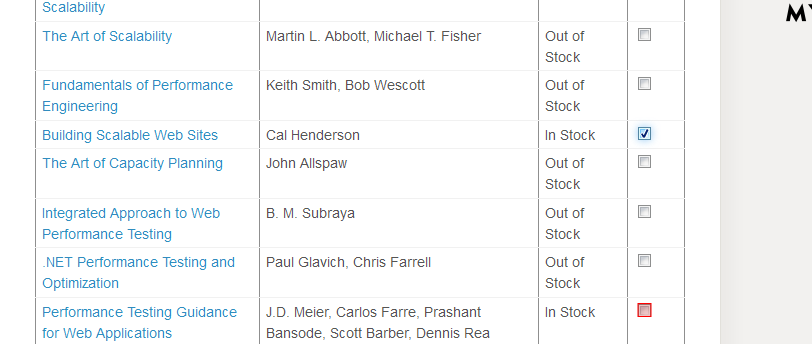 Scalability
The Art of Scalability Martin L. Abbott, Michael T. Fisher Out of
Stock
Fundamentals of Performance Keith Smith, Bob Wescott Out of
Engineering Stock
Building Scalable Web Sites Cal Henderson In Stock
The Art of Capacity Planning John Allspaw Out of
Stock
Integrated Approach to Web B. M. Subraya Out of
Performance Testing Stock
.NET Performance Testing and Paul Glavich, Chris Farrell Out of
Optimization Stock
Performance Testing Guidance J.D. Meier, Carlos Farre, Prashant In Stock
for Web Applications Bansode, Scott Barber, Dennis Rea